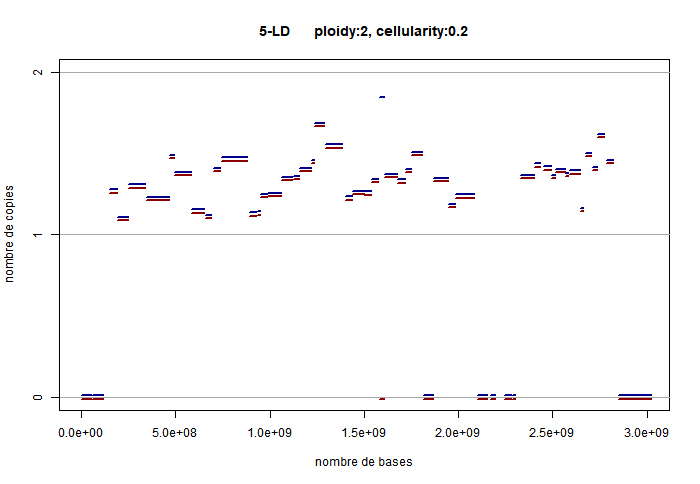 5-LD ploidy:2, cellularity:0.2
2
1
0
nombre de copies
0.0e+00 5.0e+08 1.0e+09 1.5e+09 2.0e+09 2.5e+09 3.0e+09
nombre de bases